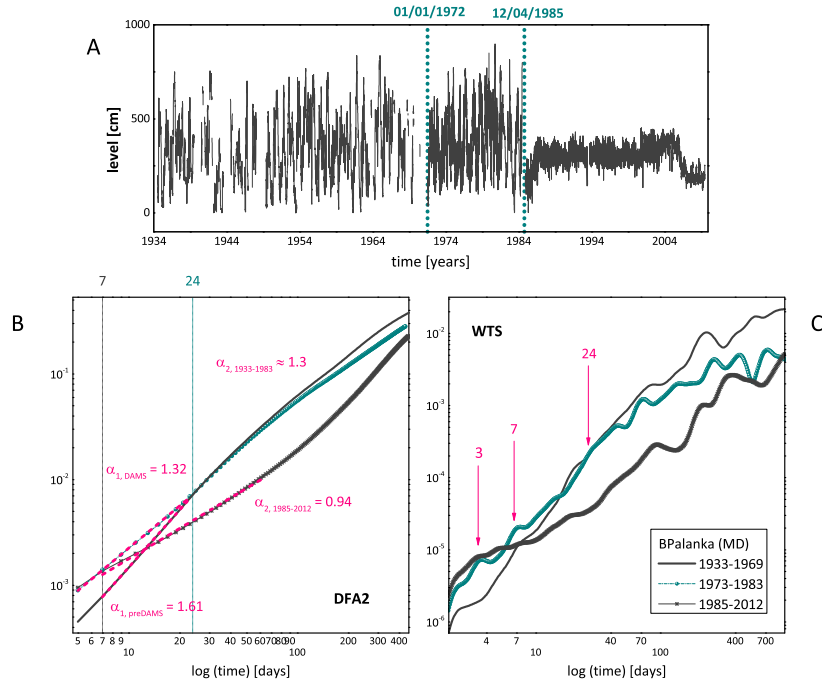 01/01/1972 12/04/1985
A
1000
500
0
level [cm]
1934 1944 1954 1964 1974 1984 1994 2004
time [years]
7 24
B
10⁻¹
10⁻²
10⁻³
α2, 1933-1983 ≈ 1.3
α1, DAMS = 1.32
α2, 1985-2012 = 0.94
α1, preDAMS = 1.61
DFA2
5 6 7 8 9 10 20 30 40 50 60 70 80 90 100 200 300 400
log (time) [days]
WTS
C
10⁻²
10⁻³
10⁻⁴
10⁻⁵
10⁻⁶
3
7
24
BPalanka (MD)
1933-1969
1973-1983
1985-2012
4 7 10 40 70 100 400 700
log (time) [days]